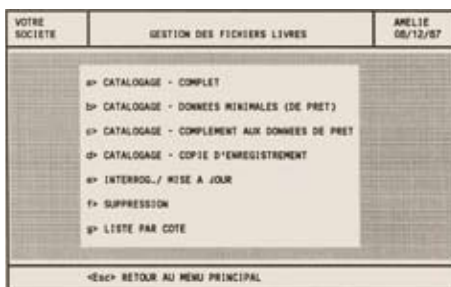 VOTRE
SOCIETE
GESTION DES FICHIERS LIVRES
AMELIE
08/12/87
a> CATALOGAGE - COMPLET
b> CATALOGAGE - DONNEES MINIMALES (DE PRET)
c> CATALOGAGE - COMPLEMENT AUX DONNEES DE PRET
d> CATALOGAGE - COPIE D'ENREGISTREMENT
e> INTERROG./ MISE A JOUR
f> SUPPRESSION
g> LISTE PAR COTE
<Esc> RETOUR AU MENU PRINCIPAL